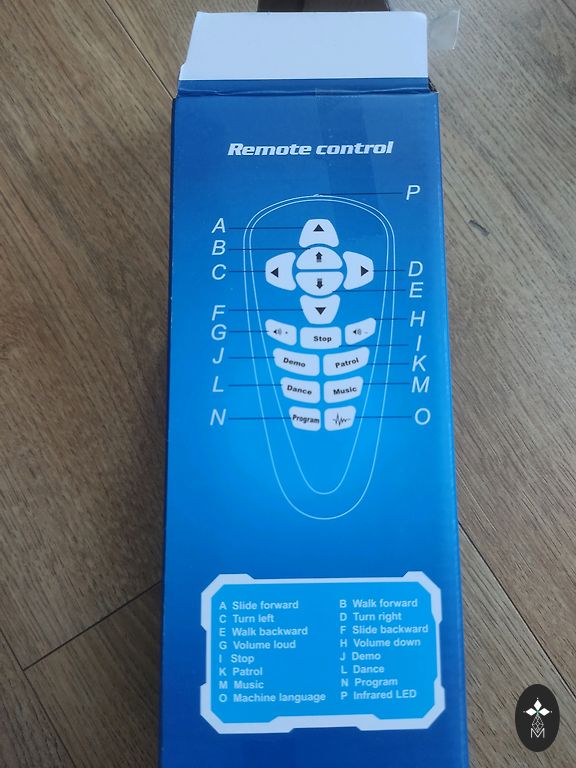 Remote control
P
A
B
C
D
E
F
G
H
Stop
I
J
Demo
Patrol
K
L
Dance
Music
M
N
Program
O
A Slide forward
B Walk forward
C Turn left
D Turn right
E Walk backward
F Slide backward
G Volume loud
H Volume down
I Stop
J Demo
K Patrol
L Dance
M Music
N Program
O Machine language
P Infrared LED
M